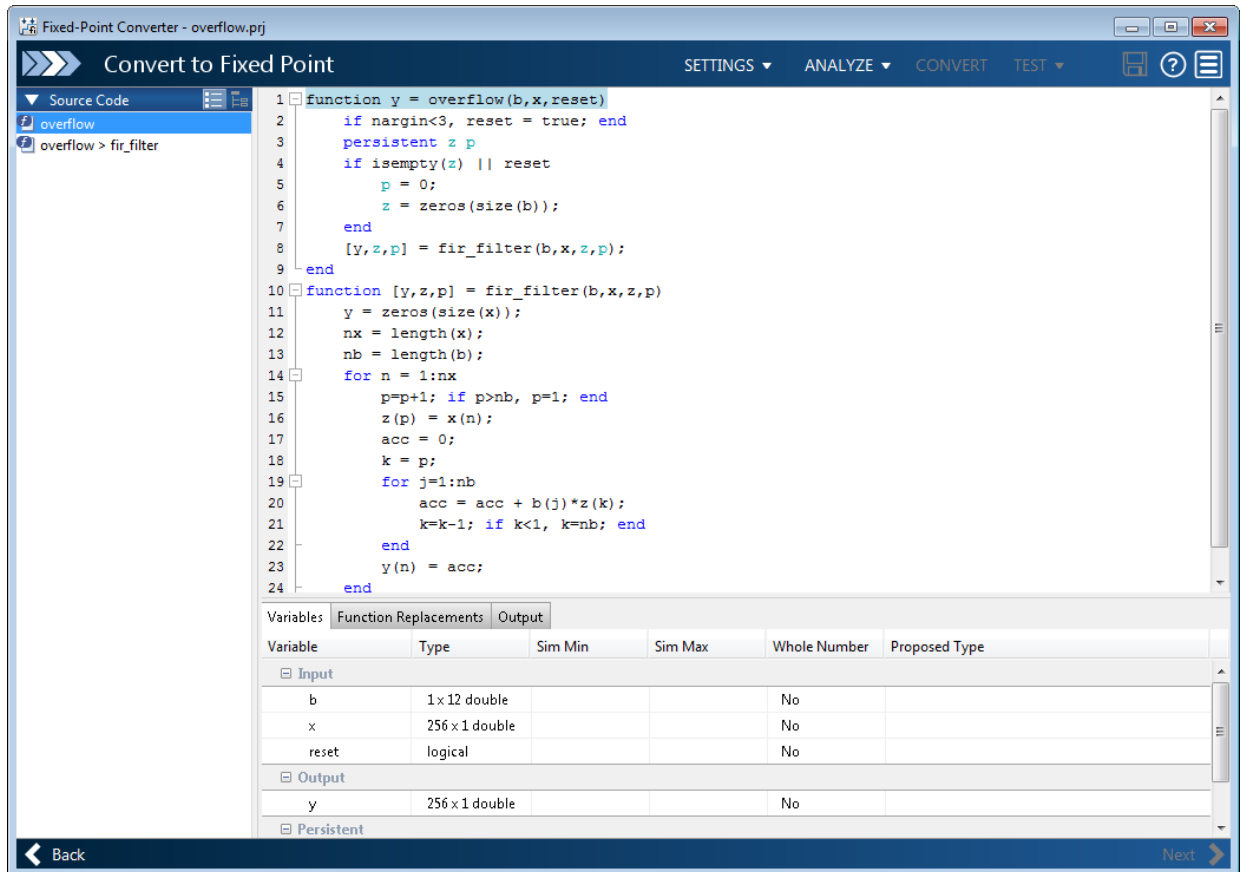 Fixed-Point Converter - overflow.prj
Convert to Fixed Point
SETTINGS ▼ ANALYZE ▼ CONVERT TEST ▼
▼ Source Code
overflow
overflow > fir_filter
1 function y = overflow(b,x,reset)
2 if nargin<3, reset = true; end
3 persistent z p
4 if isempty(z) || reset
5 p = 0;
6 z = zeros(size(b));
7 end
8 [y,z,p] = fir_filter(b,x,z,p);
9 end
10 function [y,z,p] = fir_filter(b,x,z,p)
11 y = zeros(size(x));
12 nx = length(x);
13 nb = length(b);
14 for n = 1:nx
15 p=p+1; if p>nb, p=1; end
16 z(p) = x(n);
17 acc = 0;
18 k = p;
19 for j=1:nb
20 acc = acc + b(j)*z(k);
21 k=k-1; if k<1, k=nb; end
22 end
23 y(n) = acc;
24 end
Variables Function Replacements Output
Variable Type Sim Min Sim Max Whole Number Proposed Type
Input
b 1 x 12 double No
x 256 x 1 double No
reset logical No
Output
y 256 x 1 double No
Persistent
Back Next